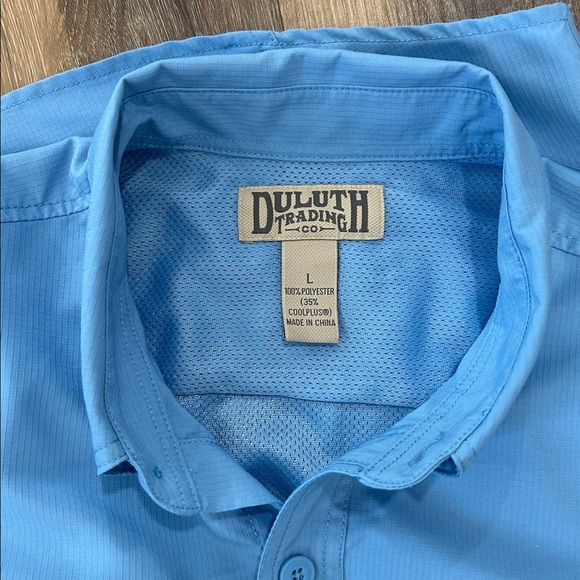 DULUTH
TRADING
CO
L
100% POLYESTER
(35%
COOLPLUS®)
MADE IN CHINA